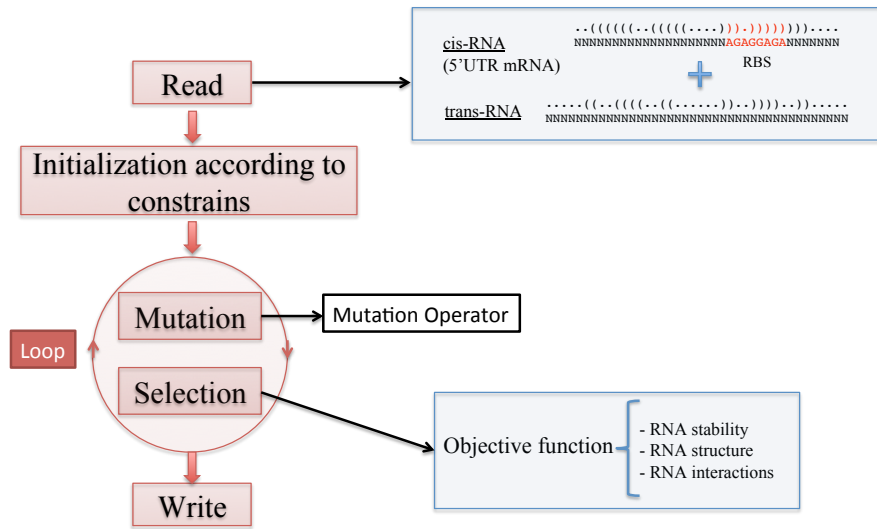 Read
cis-RNA
(5'UTR mRNA)
..((((((..(((((....))).)))))))))....
NNNNNNNNNNNNNNNNNNNNAGAGGAGANNNNNNN
RBS
+
trans-RNA
.....((..((((..((......))..))))..)).....
NNNNNNNNNNNNNNNNNNNNNNNNNNNNNNNNNNNNNNNN
Initialization according to
constrains
Mutation
Mutation Operator
Loop
Selection
Objective function
- RNA stability
- RNA structure
- RNA interactions
Write